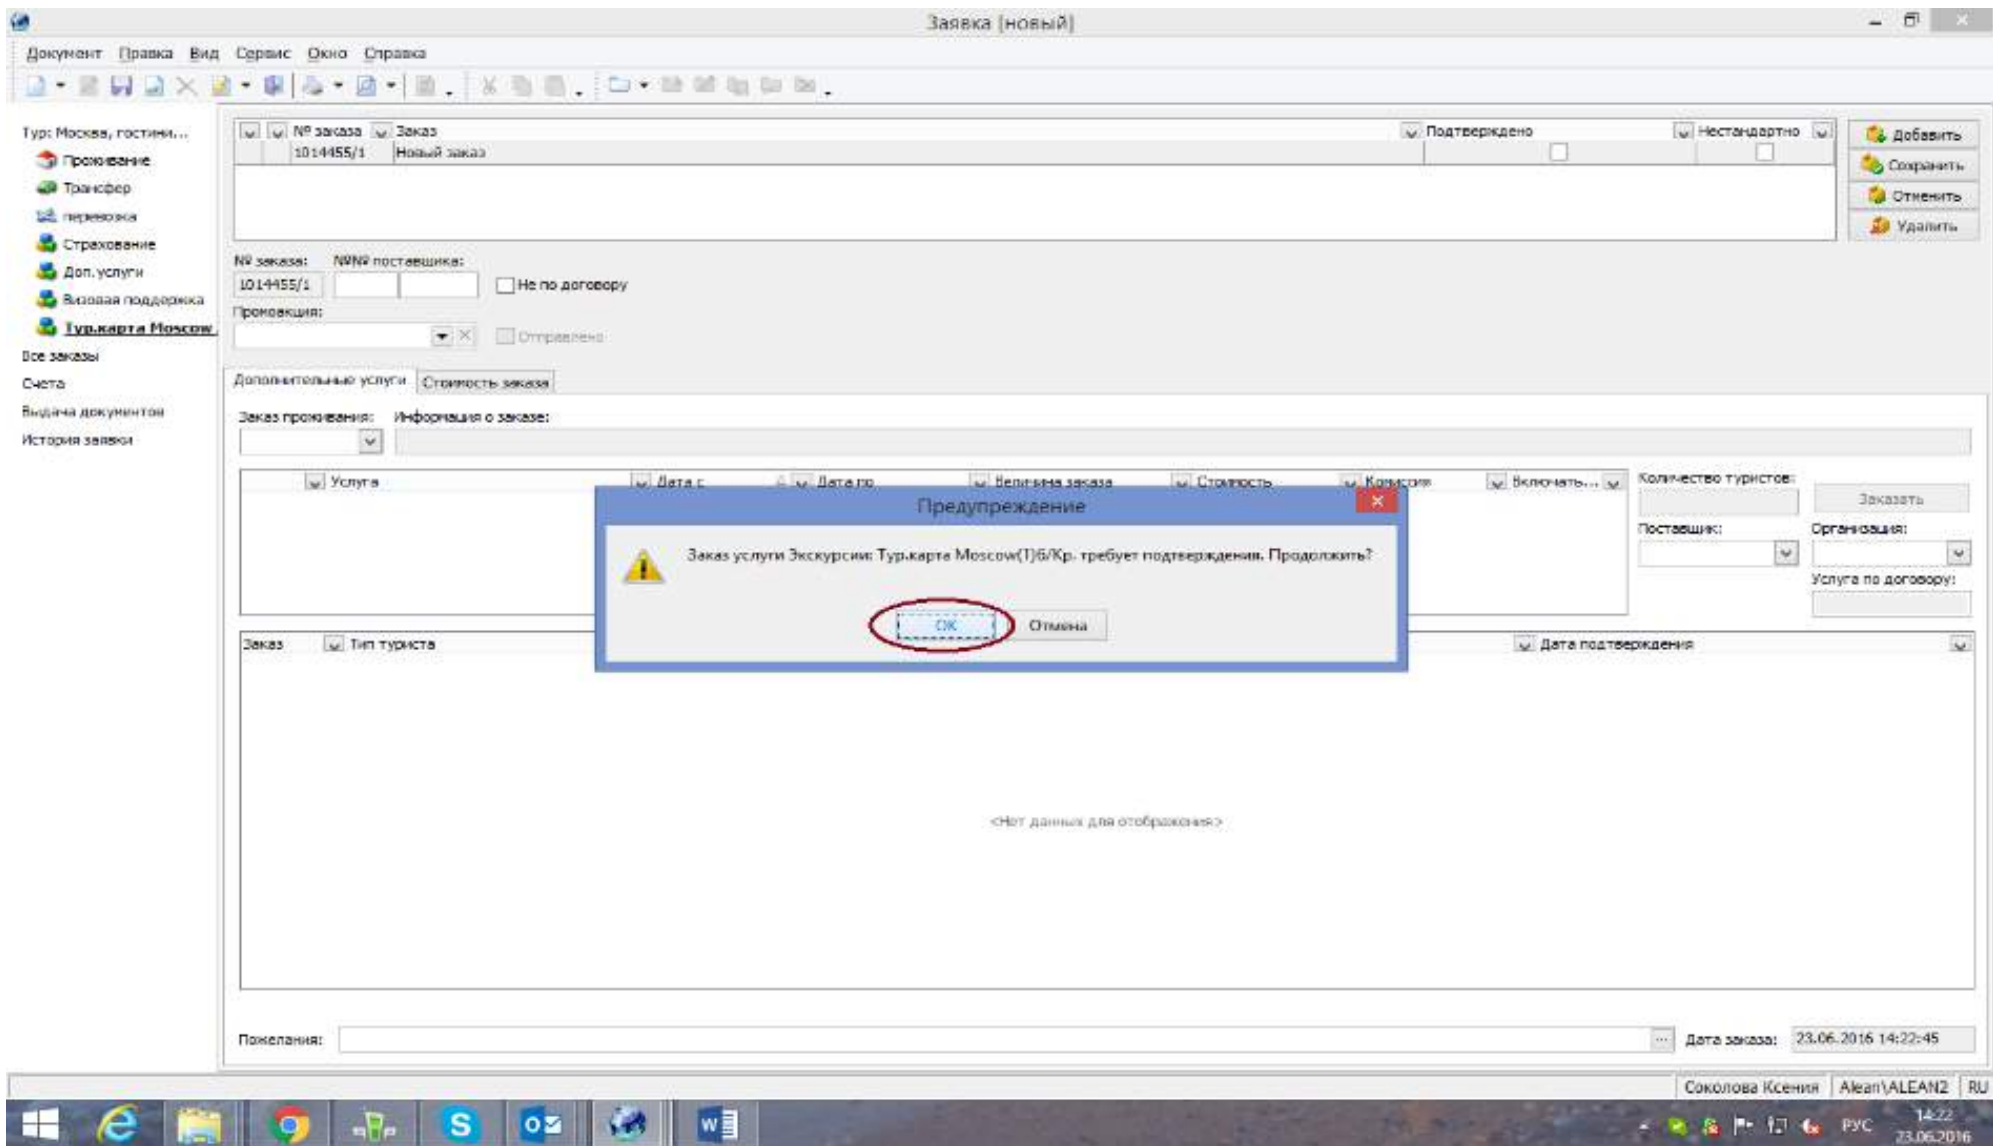 Заявка [новый]
Документ Правка Вид Сервис Окно Справка
Тур: Москва, гостини...
Проживание
Трансфер
перевозка
Страхование
Доп. услуги
Визовая поддержка
Тур.карта Moscow
Все заказы
Счета
Выдача документов
История заявки
№ заказа Заказ Подтверждено Нестандартно
1014455/1 Новый заказ
Добавить
Сохранить
Отменить
Удалить
№ заказа: №№ поставщика:
1014455/1 Не по договору
Промоакция:
Отправлено
Дополнительные услуги Стоимость заказа
Заказ проживания: Информация о заказе:
Услуга Дата с Дата по Величина заказа Стоимость Комиссия Включать...
Количество туристов:
Заказать
Поставщик: Организация:
Услуга по договору:
Предупреждение
Заказ услуги Экскурсии: Тур.карта Moscow(1)6/Кр. требует подтверждения. Продолжить?
OK Отмена
Заказ Тип туриста Дата подтверждения
<Нет данных для отображения>
Пожелания: ... Дата заказа: 23.06.2016 14:22:45
Соколова Ксения Alean\ALEAN2 RU
РУС 14:22
23.06.2016